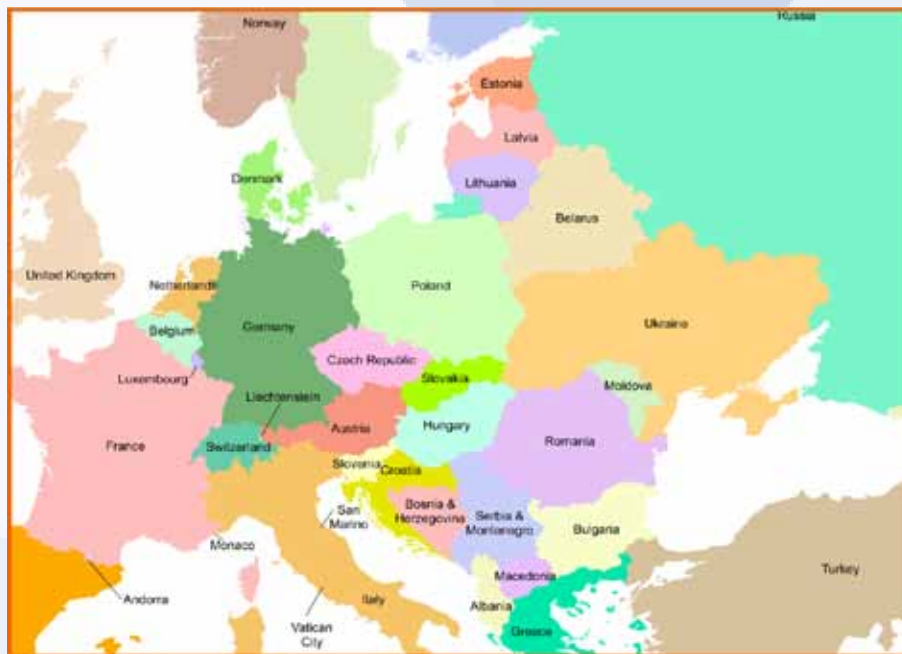 Norway
Russia
Estonia
Latvia
Lithuania
Denmark
Belarus
United Kingdom
Netherlands
Poland
Germany
Ukraine
Belgium
Czech Republic
Luxembourg
Slovakia
Moldova
Liechtenstein
Austria
Hungary
France
Switzerland
Romania
Slovenia
Croatia
San
Marino
Bosnia &
Herzegovina
Serbia &
Montenegro
Bulgaria
Monaco
Macedonia
Turkey
Andorra
Italy
Albania
Vatican
City
Greece